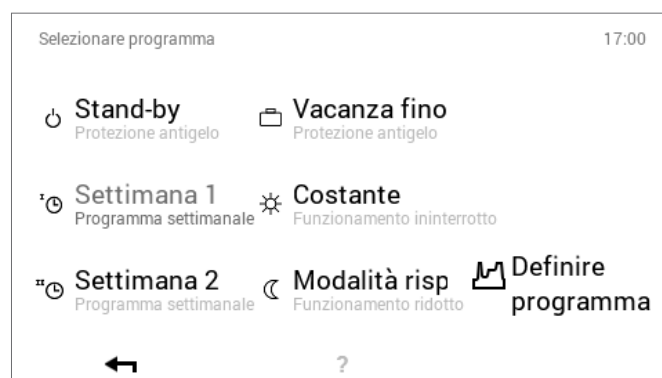 Selezionare programma 17:00
Stand-by Vacanza fino
Protezione antigelo Protezione antigelo
I Settimana 1 Costante
Programma settimanale Funzionamento ininterrotto
II Settimana 2 Modalità risp Definire
Programma settimanale Funzionamento ridotto programma
?